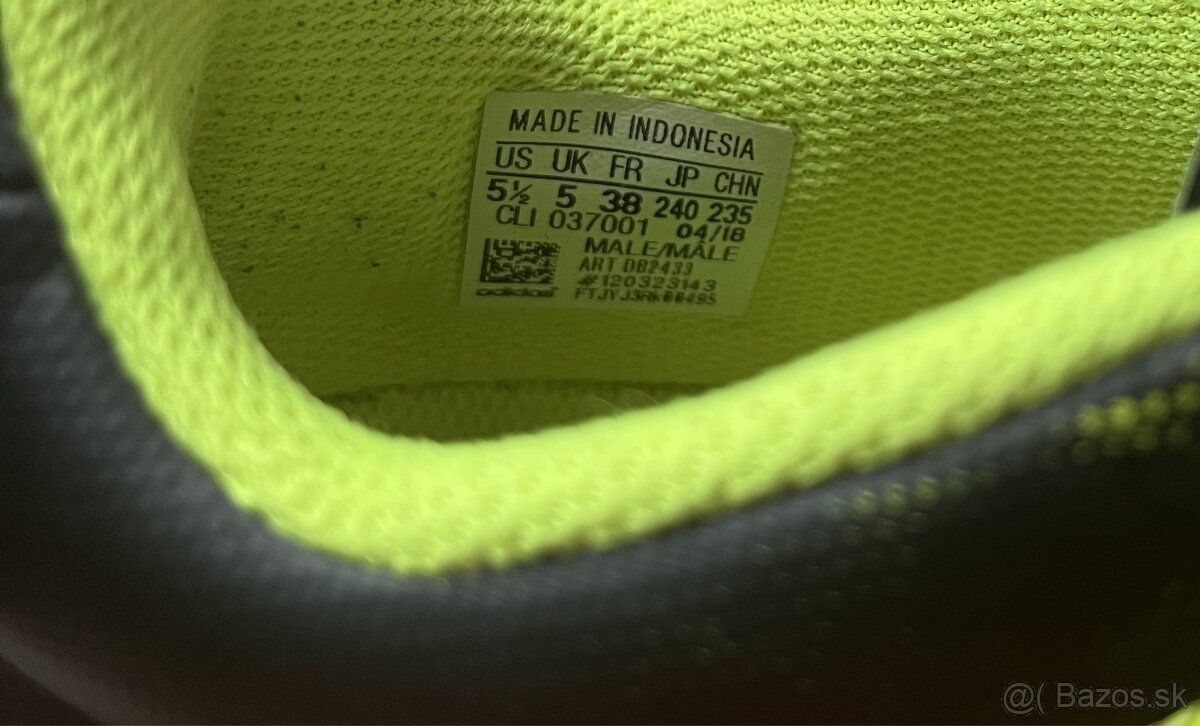 MADE IN INDONESIA
US UK FR JP CHN
5½ 5 38 240 235
CLI 037001 04/18
MALE/MÂLE
ART DB2433
#120323143
adidas
@( Bazos.sk